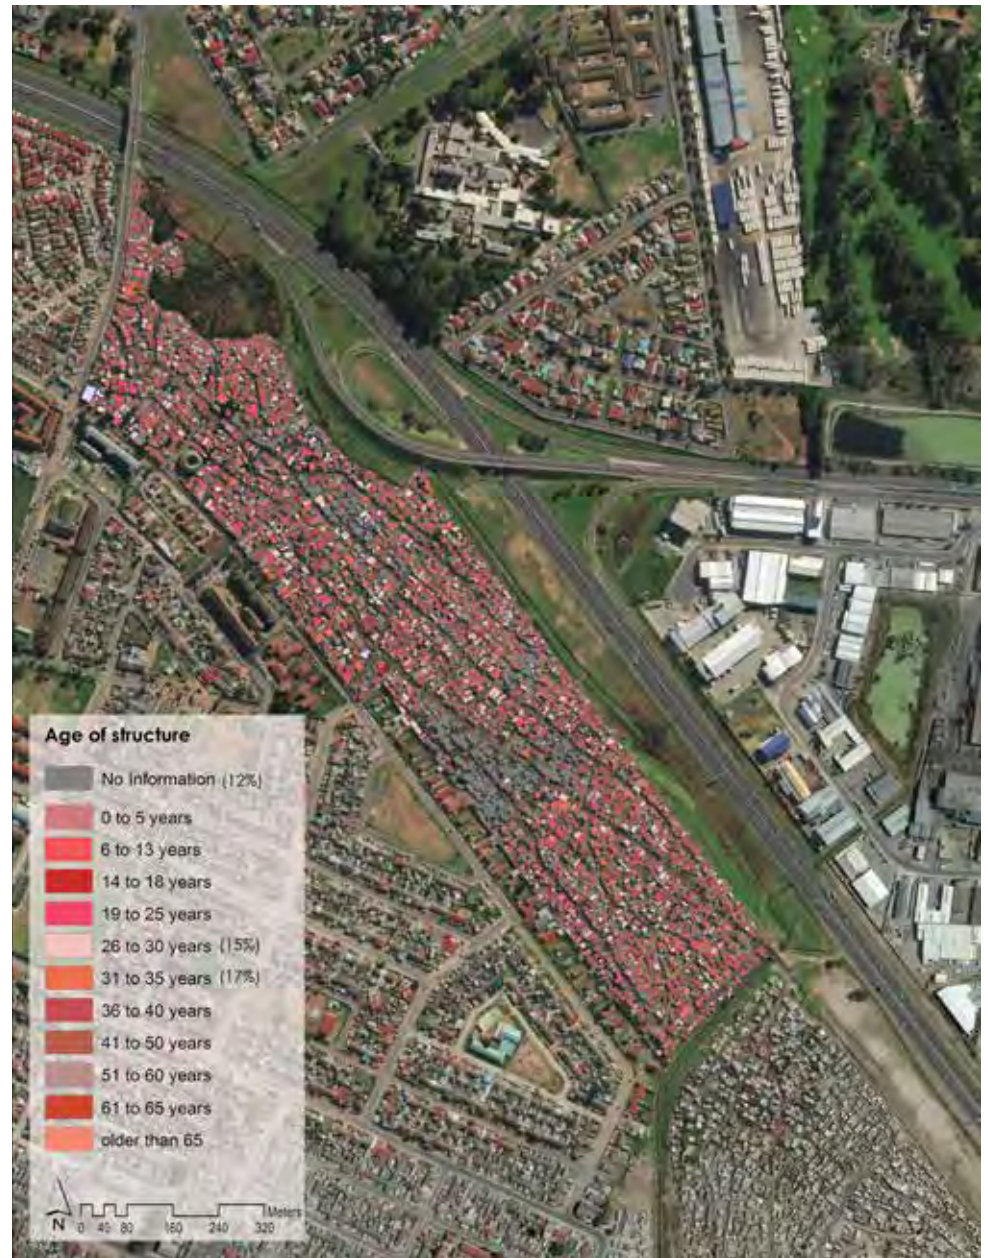 Age of structure
No Information (12%)
0 to 5 years
6 to 13 years
14 to 18 years
19 to 25 years
26 to 30 years (15%)
31 to 35 years (17%)
36 to 40 years
41 to 50 years
51 to 60 years
61 to 65 years
older than 65
Meters
N 0 40 80 160 240 320